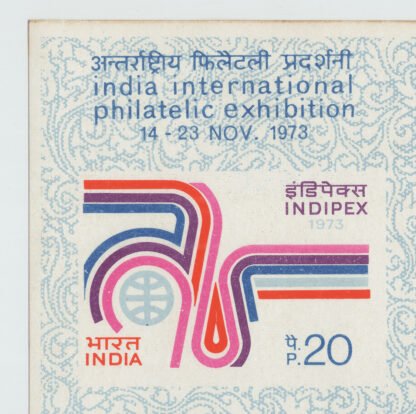 अन्तर्राष्ट्रीय फिलैटली प्रदर्शनी
india international
philatelic exhibition
14 - 23 NOV. 1973
इंडिपेक्स
INDIPEX
1973
भारत
INDIA
पै.
P. 20